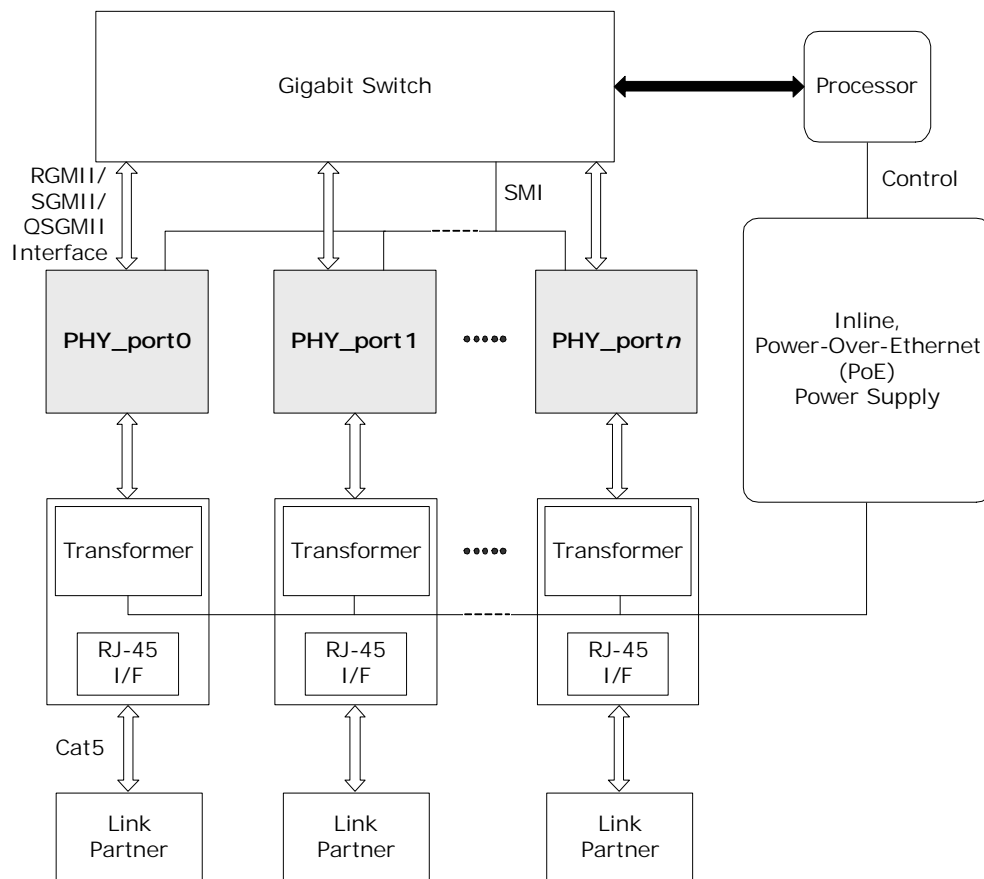 Gigabit Switch
Processor
RGMII/
SGMII/
QSGMII
Interface
SMI
Control
PHY_port0
PHY_port1
PHY_portn
Inline,
Power-Over-Ethernet
(PoE)
Power Supply
Transformer
Transformer
Transformer
RJ-45
I/F
RJ-45
I/F
RJ-45
I/F
Cat5
Link
Partner
Link
Partner
Link
Partner